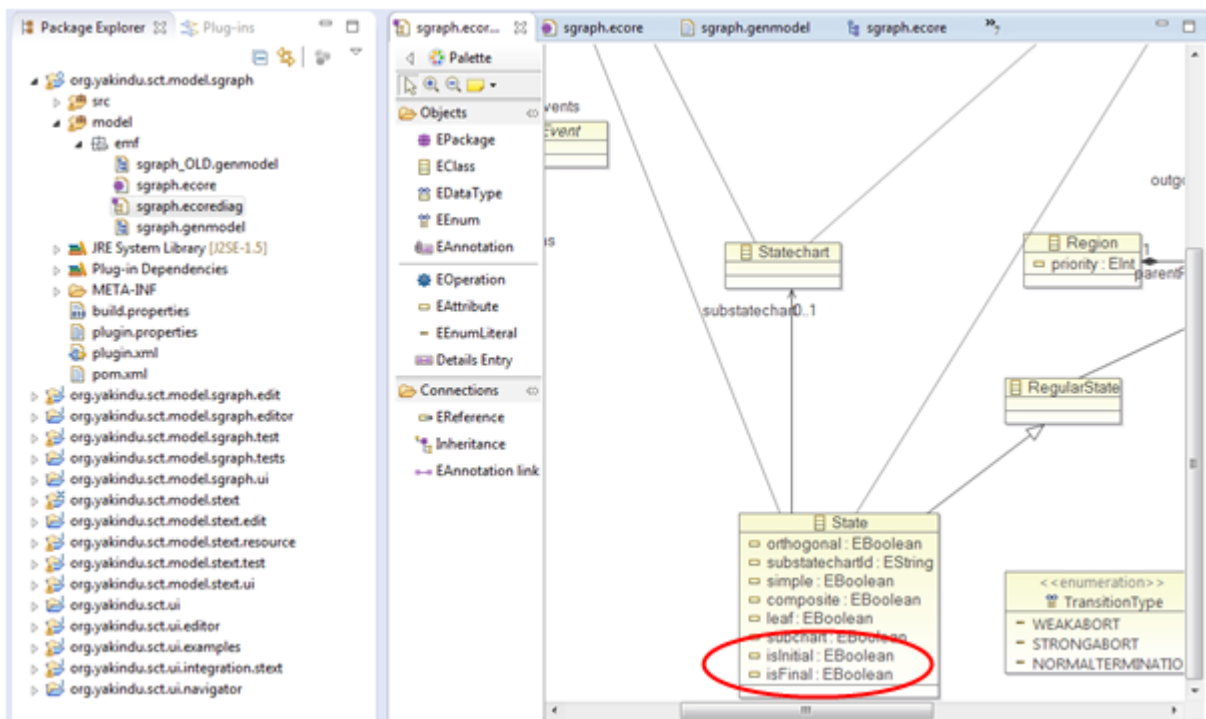 Package Explorer
Plug-ins
org.yakindu.sct.model.sgraph
src
model
emf
sgraph_OLD.genmodel
sgraph.ecore
sgraph.ecorediag
sgraph.genmodel
JRE System Library [J2SE-1.5]
Plug-in Dependencies
META-INF
build.properties
plugin.properties
plugin.xml
pom.xml
org.yakindu.sct.model.sgraph.edit
org.yakindu.sct.model.sgraph.editor
org.yakindu.sct.model.sgraph.test
org.yakindu.sct.model.sgraph.tests
org.yakindu.sct.model.sgraph.ui
org.yakindu.sct.model.stext
org.yakindu.sct.model.stext.edit
org.yakindu.sct.model.stext.resource
org.yakindu.sct.model.stext.test
org.yakindu.sct.model.stext.ui
org.yakindu.sct.ui
org.yakindu.sct.ui.editor
org.yakindu.sct.ui.examples
org.yakindu.sct.ui.integration.stext
org.yakindu.sct.ui.navigator
sgraph.ecor...
sgraph.ecore
sgraph.genmodel
sgraph.ecore
Palette
Objects
EPackage
EClass
EDataType
EEnum
EAnnotation
EOperation
EAttribute
EEnumLiteral
Details Entry
Connections
EReference
Inheritance
EAnnotation link
vents
Event
outgo
Statechart
substatechart
0..1
Region
priority : EInt
1
RegularState
State
orthogonal : EBoolean
substatechartId : EString
simple : EBoolean
composite : EBoolean
leaf : EBoolean
subchart : EBoolean
isInitial : EBoolean
isFinal : EBoolean
<<enumeration>>
TransitionType
WEAKABORT
STRONGABORT
NORMALTERMINATIO